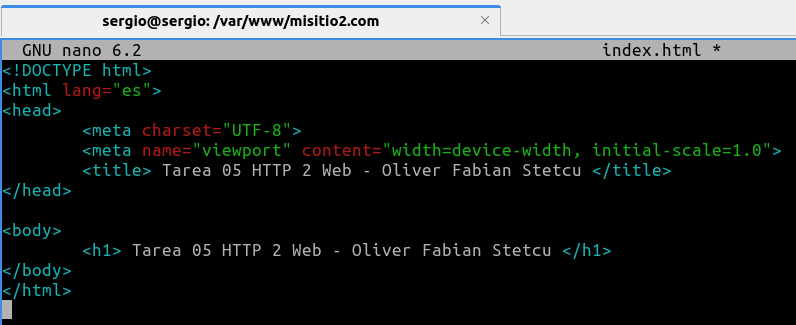 sergio@sergio: /var/www/misitio2.com ×
GNU nano 6.2 index.html *
<!DOCTYPE html>
<html lang="es">
<head>
<meta charset="UTF-8">
<meta name="viewport" content="width=device-width, initial-scale=1.0">
<title> Tarea 05 HTTP 2 Web - Oliver Fabian Stetcu </title>
</head>
<body>
<h1> Tarea 05 HTTP 2 Web - Oliver Fabian Stetcu </h1>
</body>
</html>